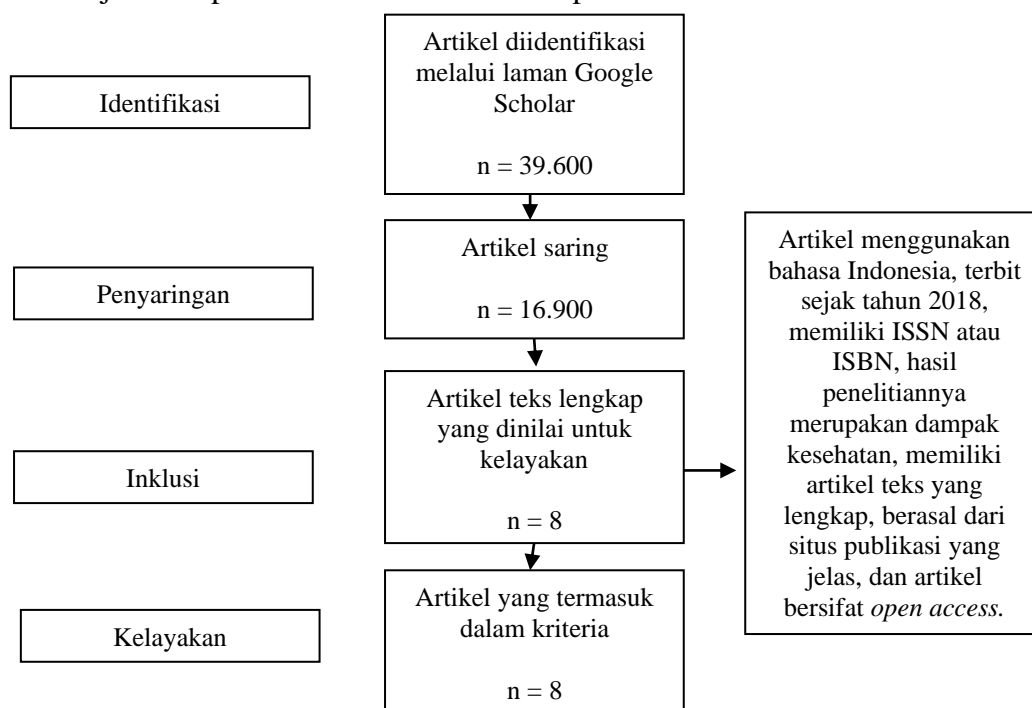 Identifikasi
Artikel diidentifikasi
melalui laman Google
Scholar
n = 39.600
Penyaringan
Artikel saring
n = 16.900
Inklusi
Artikel teks lengkap
yang dinilai untuk
kelayakan
n = 8
Artikel menggunakan
bahasa Indonesia, terbit
sejak tahun 2018,
memiliki ISSN atau
ISBN, hasil
penelitiannya
merupakan dampak
kesehatan, memiliki
artikel teks yang
lengkap, berasal dari
situs publikasi yang
jelas, dan artikel
bersifat open access.
Kelayakan
Artikel yang termasuk
dalam kriteria
n = 8